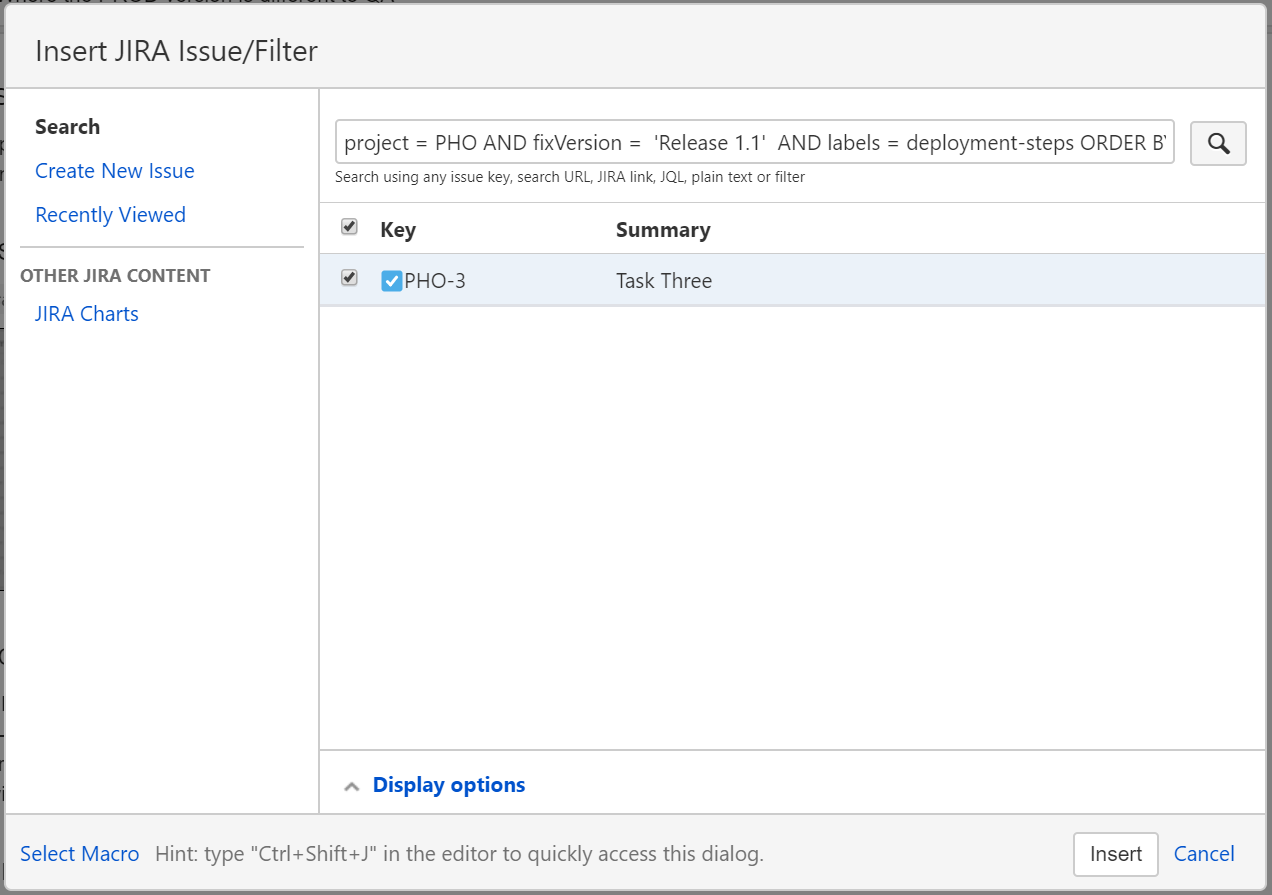 Insert JIRA Issue/Filter
Search
Create New Issue
Recently Viewed
OTHER JIRA CONTENT
JIRA Charts
project = PHO AND fixVersion =  'Release 1.1'  AND labels = deployment-steps ORDER BY
Search using any issue key, search URL, JIRA link, JQL, plain text or filter
Key Summary
PHO-3 Task Three
Display options
Select Macro Hint: type "Ctrl+Shift+J" in the editor to quickly access this dialog. Insert Cancel